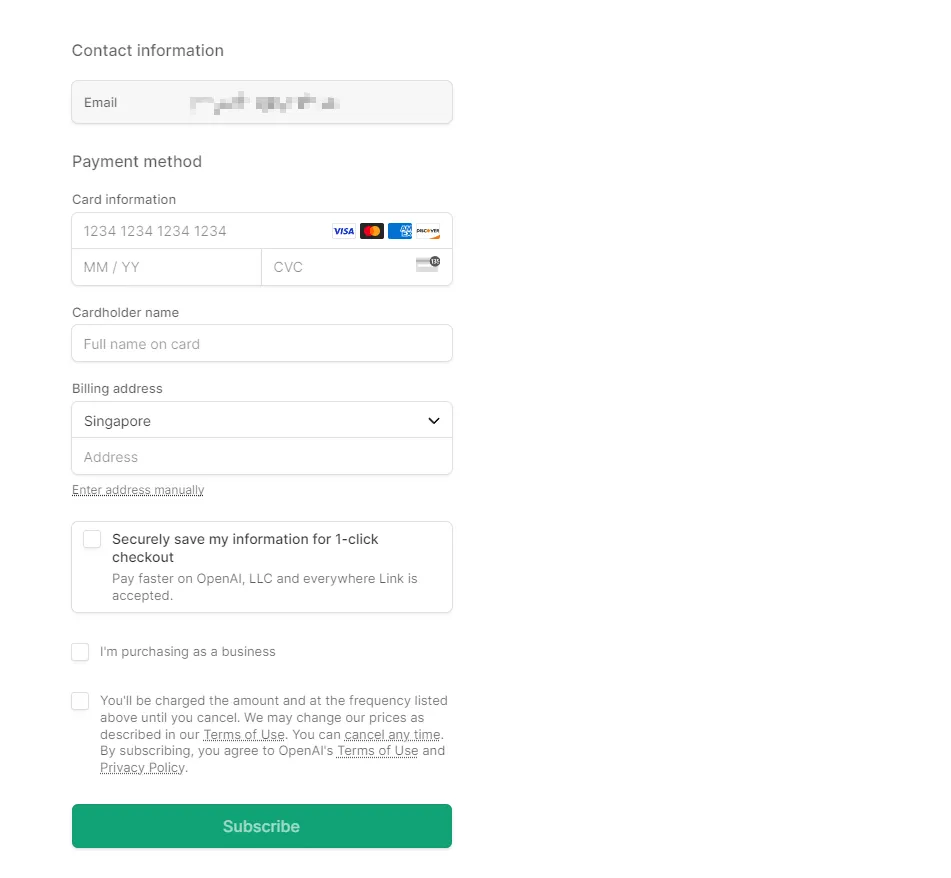 Contact information
Email
Payment method
Card information
1234 1234 1234 1234 VISA DISCOVER
MM / YY CVC 135
Cardholder name
Full name on card
Billing address
Singapore
Address
Enter address manually
Securely save my information for 1-click
checkout
Pay faster on OpenAI, LLC and everywhere Link is
accepted.
I'm purchasing as a business
You'll be charged the amount and at the frequency listed
above until you cancel. We may change our prices as
described in our Terms of Use. You can cancel any time.
By subscribing, you agree to OpenAI's Terms of Use and
Privacy Policy.
Subscribe